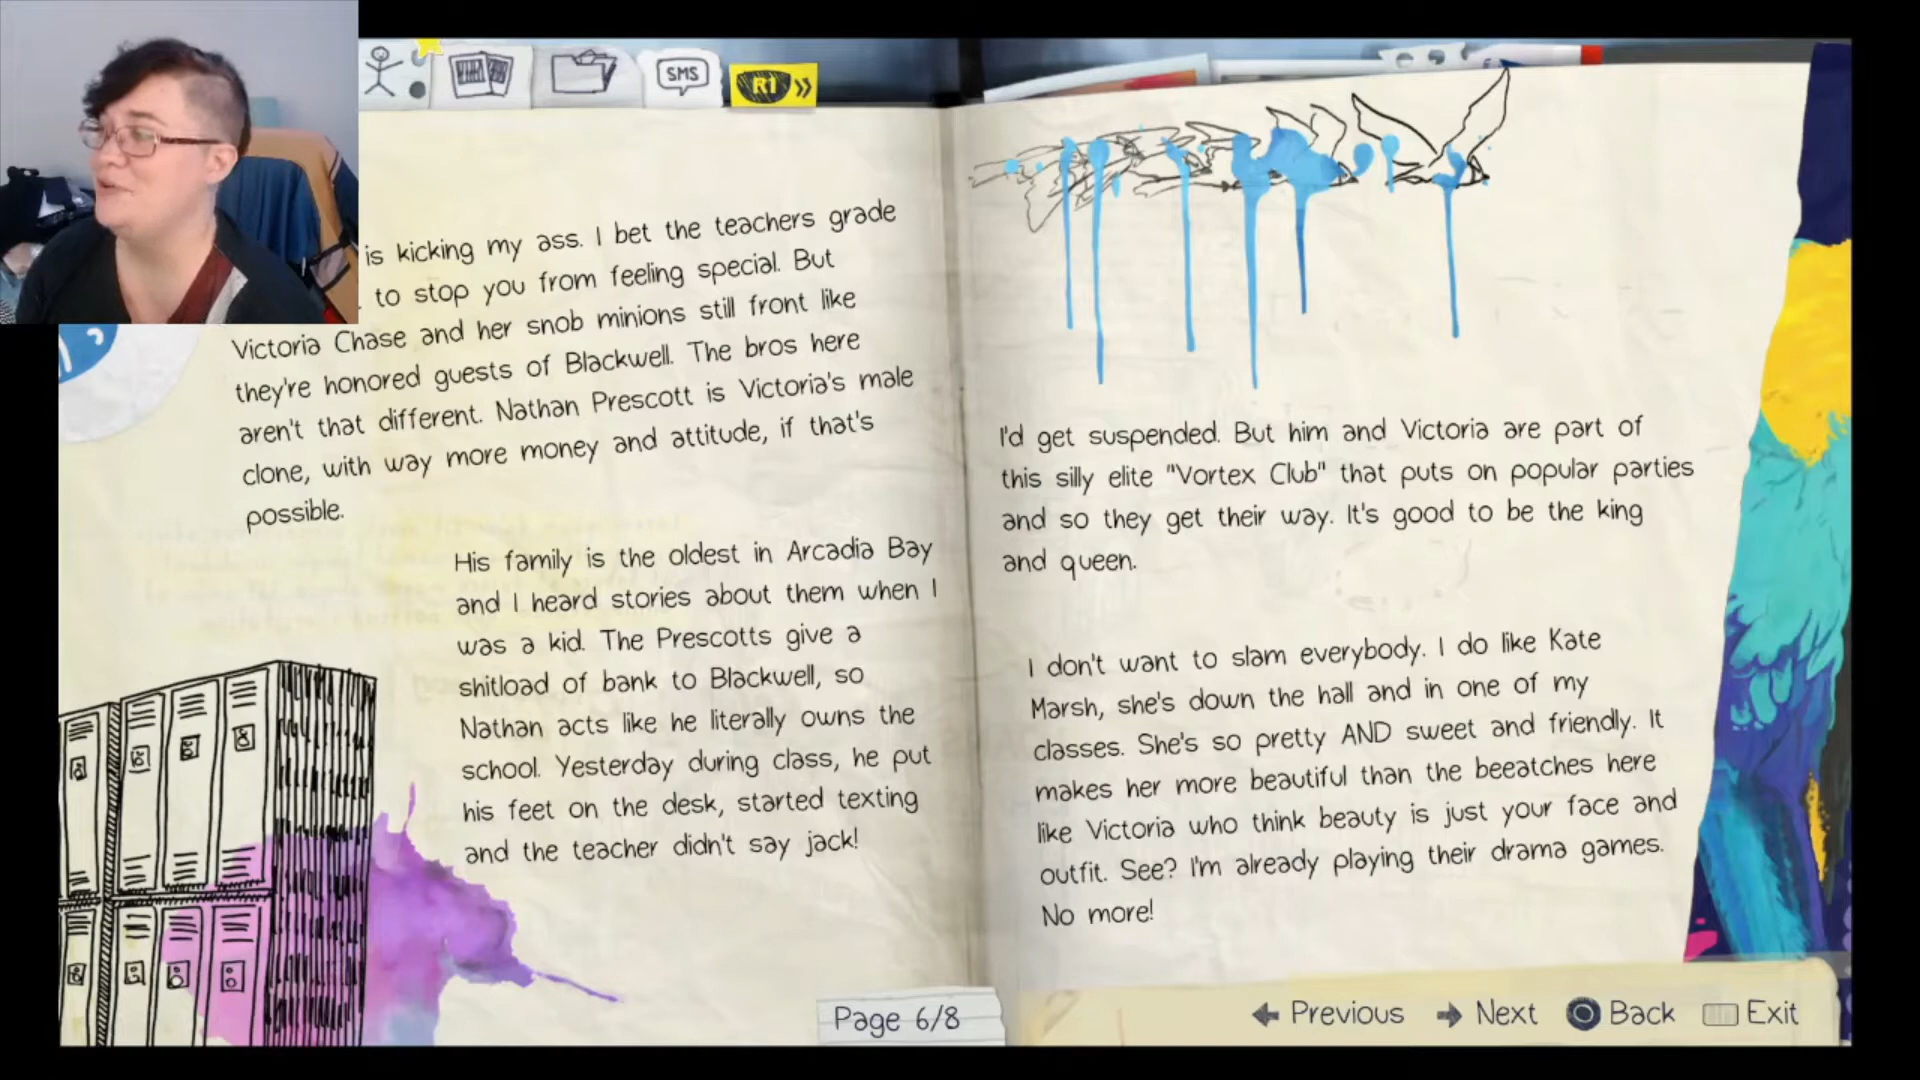 SMS
R1
is kicking my ass. I bet the teachers grade
to stop you from feeling special. But
Victoria Chase and her snob minions still front like
they're honored guests of Blackwell. The bros here
aren't that different. Nathan Prescott is Victoria's male
clone, with way more money and attitude, if that's
possible.
His family is the oldest in Arcadia Bay
and I heard stories about them when I
was a kid. The Prescotts give a
shitload of bank to Blackwell, so
Nathan acts like he literally owns the
school. Yesterday during class, he put
his feet on the desk, started texting
and the teacher didn't say jack!
I'd get suspended. But him and Victoria are part of
this silly elite "Vortex Club" that puts on popular parties
and so they get their way. It's good to be the king
and queen.
I don't want to slam everybody. I do like Kate
Marsh, she's down the hall and in one of my
classes. She's so pretty AND sweet and friendly. It
makes her more beautiful than the beeatches here
like Victoria who think beauty is just your face and
outfit. See? I'm already playing their drama games.
No more!
Page 6/8
Previous
Next
Back
Exit